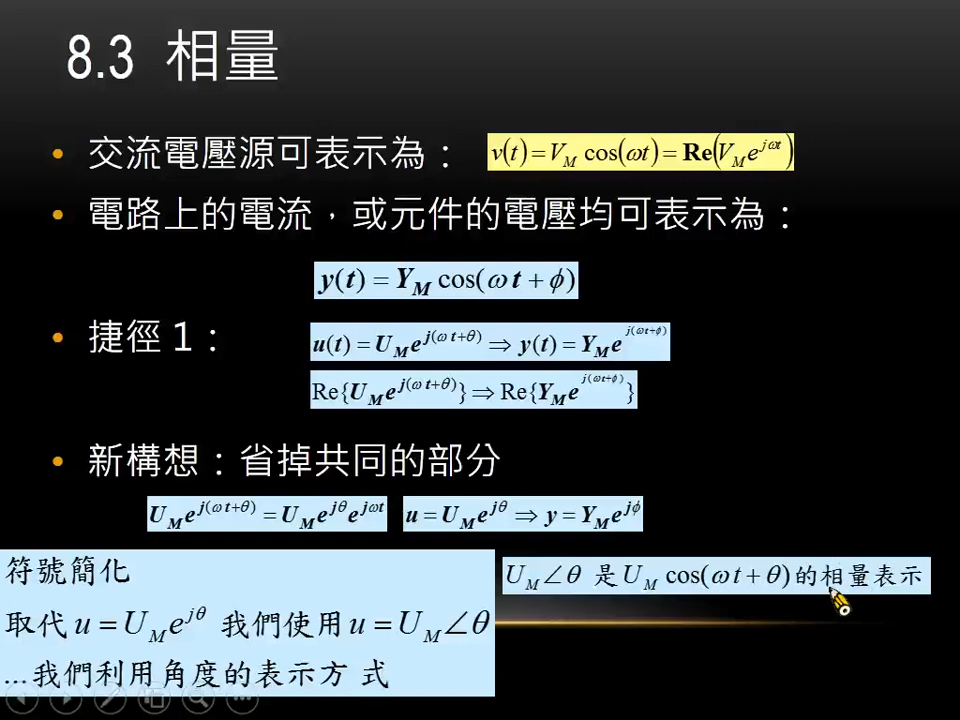 8.3 相量
• 交流電壓源可表示為： v(t) = V_M cos(ωt) = Re(V_M e^{jωt})
• 電路上的電流，或元件的電壓均可表示為：
y(t) = Y_M cos(ω t + ϕ)
• 捷徑 1： u(t) = U_M e^{j(ω t+θ)} ⇒ y(t) = Y_M e^{j(ωt+ϕ)}
Re{U_M e^{j(ω t+θ)}} ⇒ Re{Y_M e^{j(ωt+ϕ)}}
• 新構想：省掉共同的部分
U_M e^{j(ω t+θ)} = U_M e^{jθ} e^{jωt} u = U_M e^{jθ} ⇒ y = Y_M e^{jϕ}
符號簡化
取代 u = U_M e^{jθ} 我們使用 u = U_M∠θ
...我們利用角度的表示方 式
U_M∠θ 是 U_M cos(ω t + θ) 的相量表示